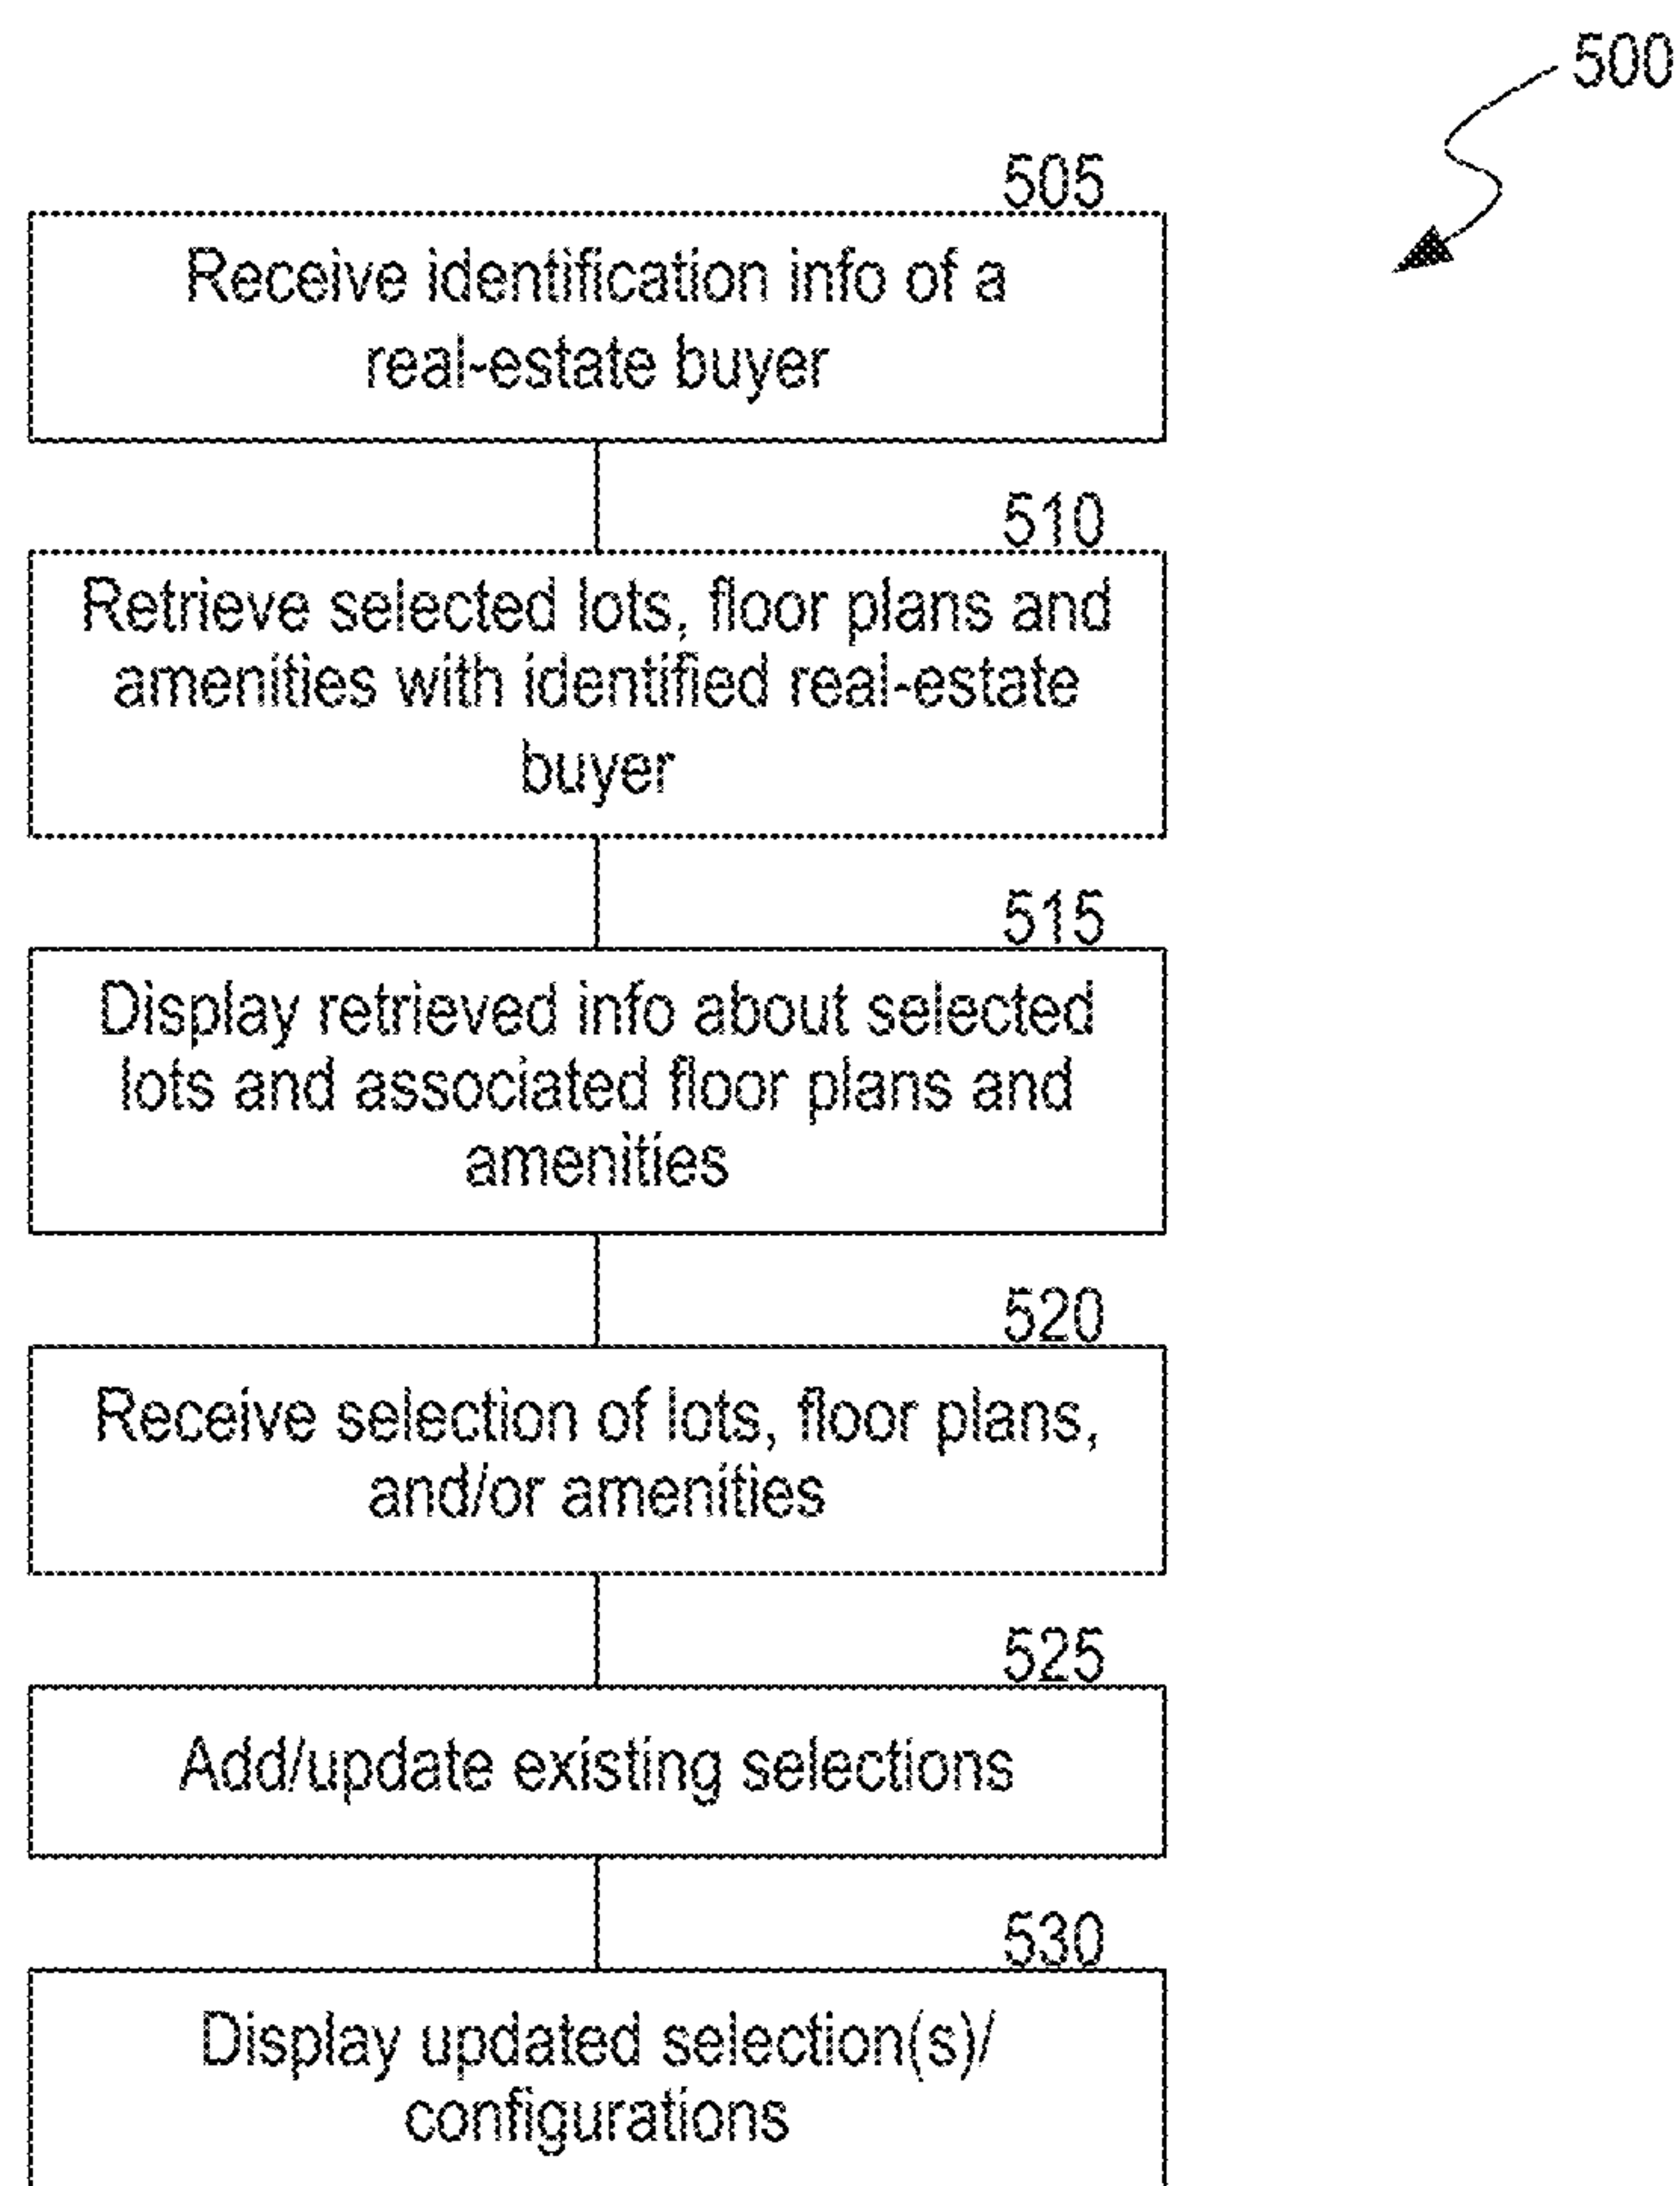 500
505
Receive identification info of a
real-estate buyer
510
Retrieve selected lots, floor plans and
amenities with identified real-estate
buyer
515
Display retrieved info about selected
lots and associated floor plans and
amenities
520
Receive selection of lots, floor plans,
and/or amenities
525
Add/update existing selections
530
Display updated selection(s)/
configurations